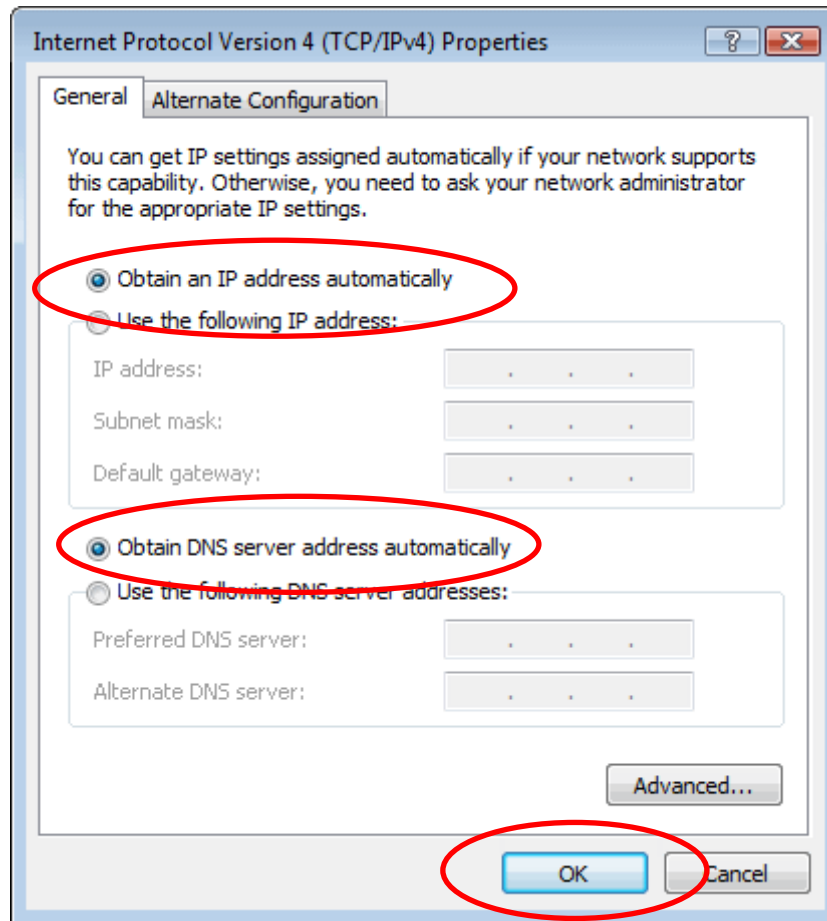 Internet Protocol Version 4 (TCP/IPv4) Properties
General
Alternate Configuration
You can get IP settings assigned automatically if your network supports
this capability. Otherwise, you need to ask your network administrator
for the appropriate IP settings.
Obtain an IP address automatically
Use the following IP address:
IP address:
Subnet mask:
Default gateway:
Obtain DNS server address automatically
Use the following DNS server addresses:
Preferred DNS server:
Alternate DNS server:
Advanced...
OK
Cancel